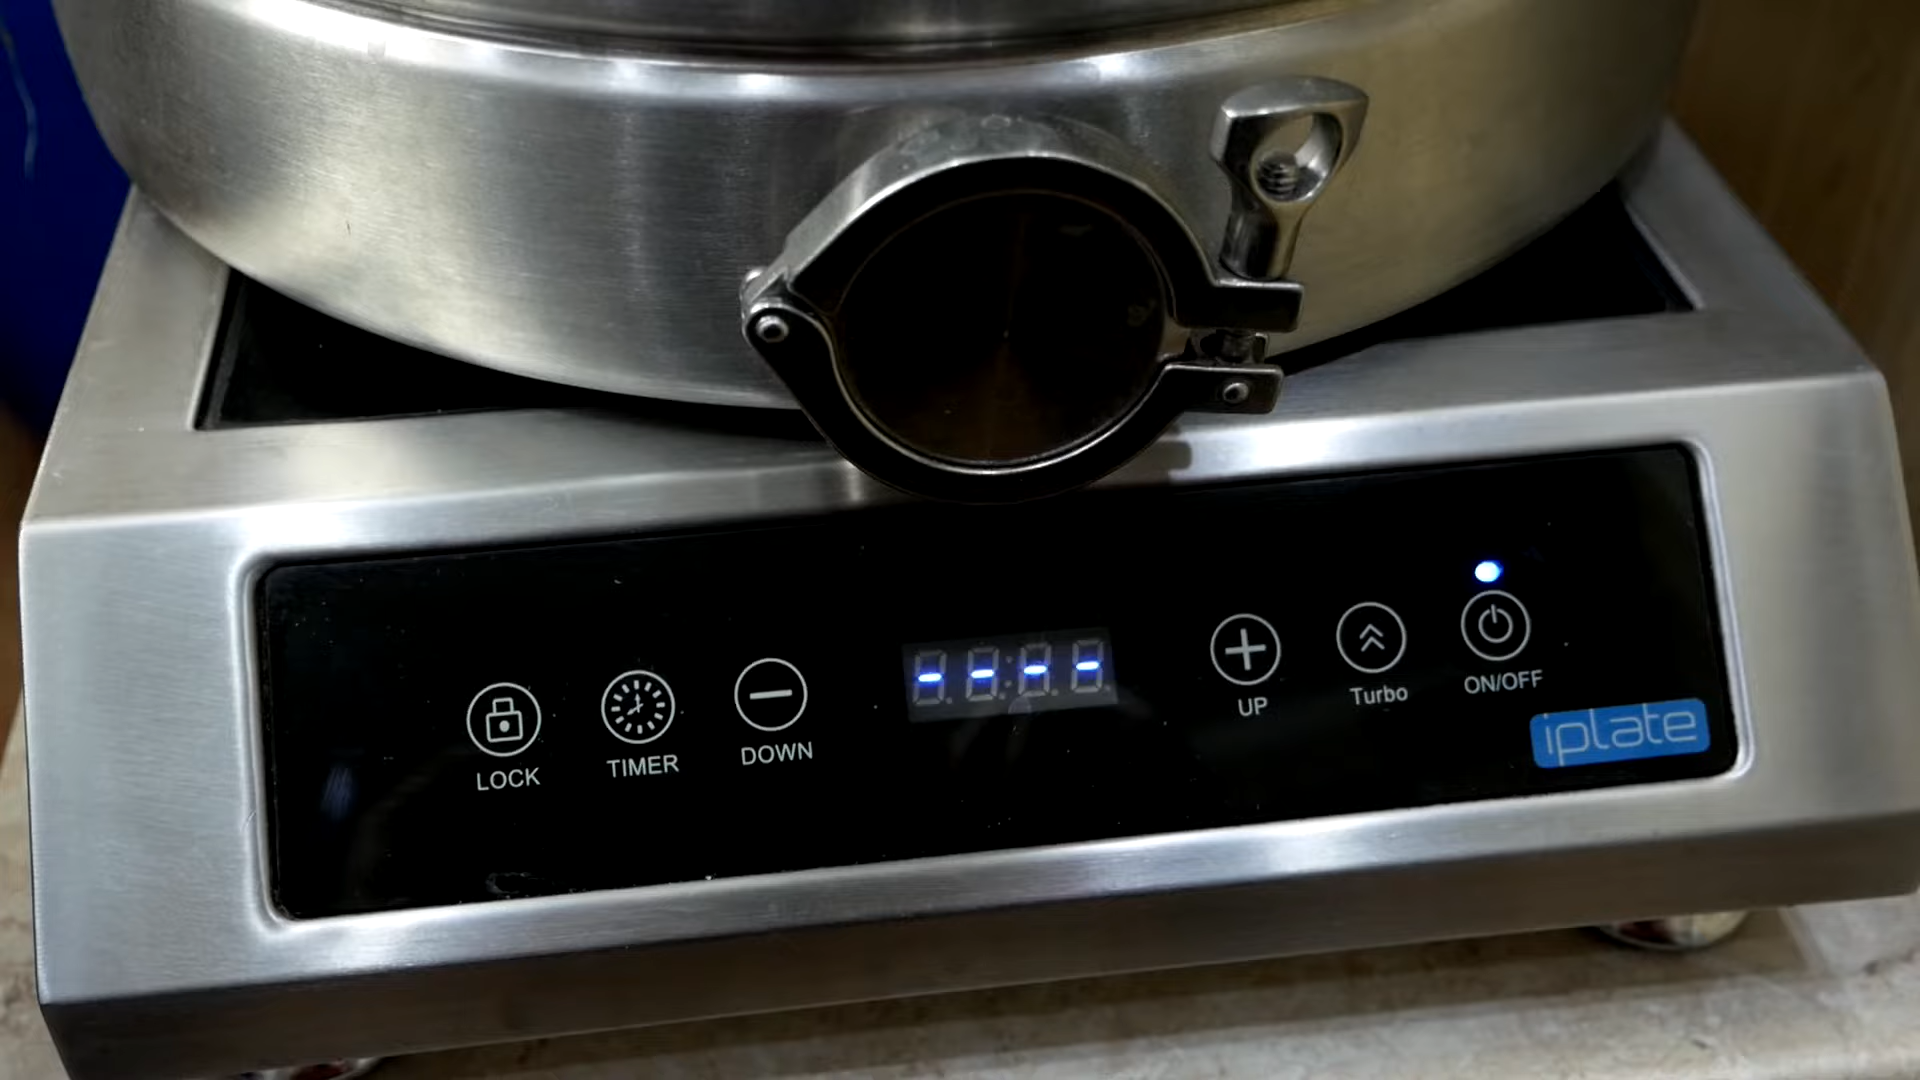 LOCK
TIMER
DOWN
- - - -
UP
Turbo
ON/OFF
iplate